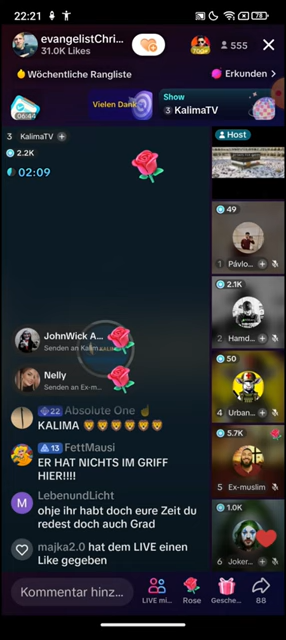 22:21
78
evangelistChri...
31.0K Likes
555
Wöchentliche Rangliste
Erkunden >
06:44
Vielen Dank
Show
3 KalimaTV
3 KalimaTV +
2.2K
02:09
Host
49
1 Pávlo...
2.1K
2 Hamd...
JohnWick A...
Senden an Kalim...
Nelly
Senden an Ex-m...
50
4 Urban...
22 Absolute One
KALIMA
13 FettMausi
ER HAT NICHTS IM GRIFF
HIER!!!!
5.7K
5 Ex-muslim
M LebenundLicht
ohje ihr habt doch eure Zeit du
redest doch auch Grad
1.0K
6 Joker...
majka2.0 hat dem LIVE einen
Like gegeben
Kommentar hinz...
LIVE mi...
Rose
Gesche...
88